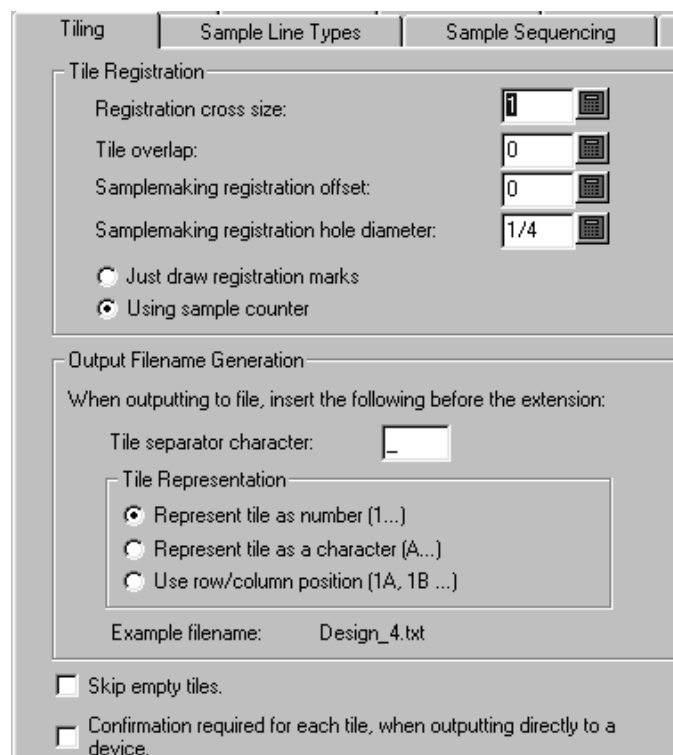 Tiling Sample Line Types Sample Sequencing
Tile Registration
Registration cross size: 1
Tile overlap: 0
Samplemaking registration offset: 0
Samplemaking registration hole diameter: 1/4
Just draw registration marks
Using sample counter
Output Filename Generation
When outputting to file, insert the following before the extension:
Tile separator character: _
Tile Representation
Represent tile as number (1...)
Represent tile as a character (A...)
Use row/column position (1A, 1B ...)
Example filename: Design_4.txt
Skip empty tiles.
Confirmation required for each tile, when outputting directly to a
device.